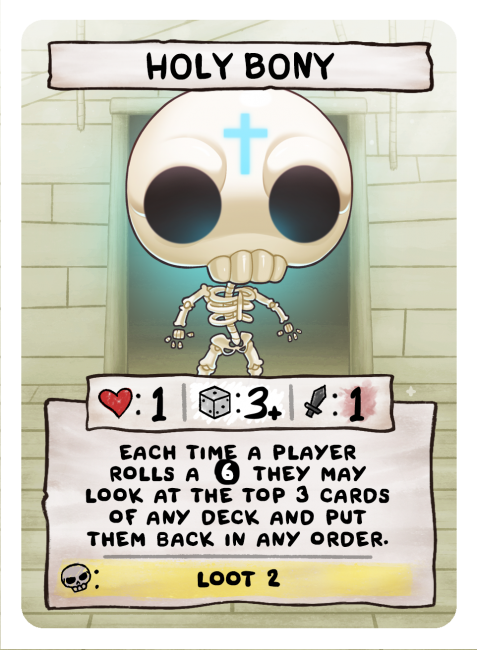 HOLY BONY
:1 :3+ :1
EACH TIME A PLAYER
ROLLS A 6 THEY MAY
LOOK AT THE TOP 3 CARDS
OF ANY DECK AND PUT
THEM BACK IN ANY ORDER.
: LOOT 2